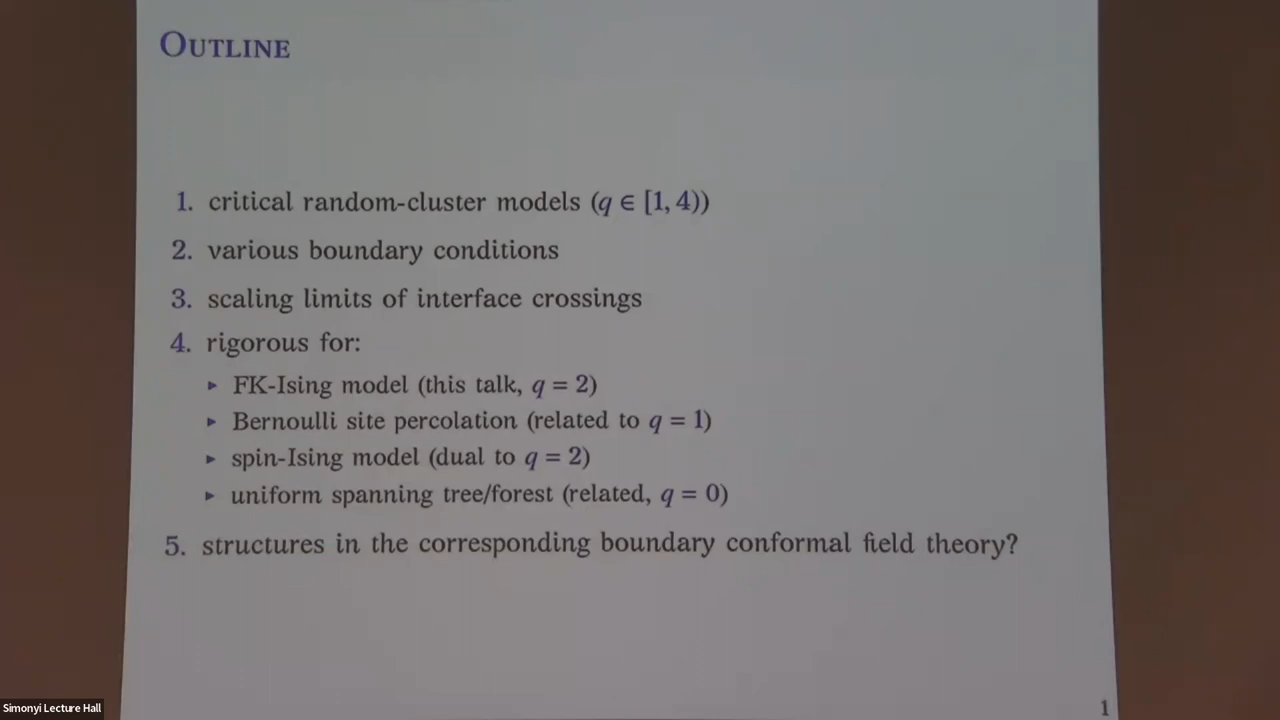 OUTLINE
1. critical random-cluster models (q ∈ [1, 4))
2. various boundary conditions
3. scaling limits of interface crossings
4. rigorous for:
▸ FK-Ising model (this talk, q = 2)
▸ Bernoulli site percolation (related to q = 1)
▸ spin-Ising model (dual to q = 2)
▸ uniform spanning tree/forest (related, q = 0)
5. structures in the corresponding boundary conformal field theory?
Simonyi Lecture Hall
1